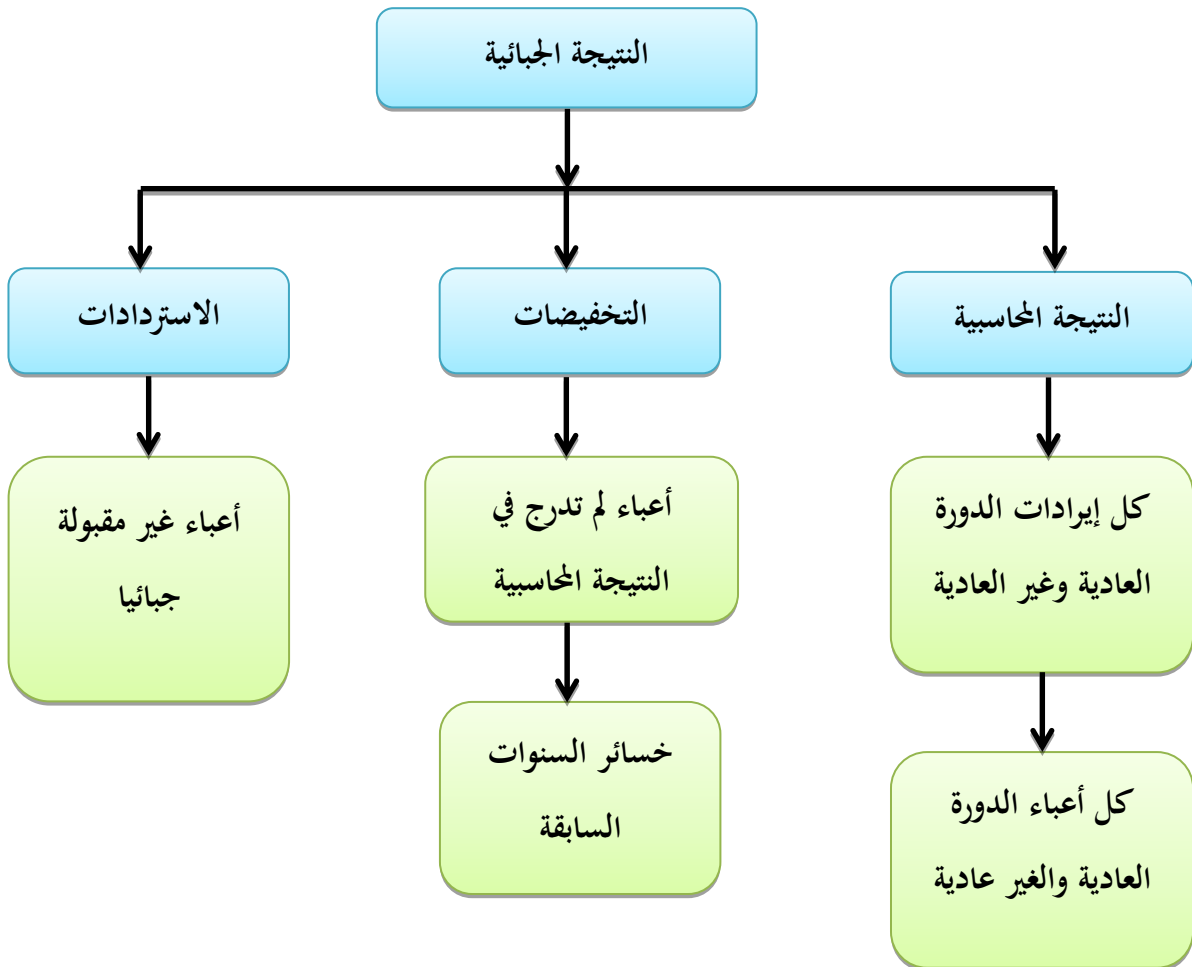 النتيجة الجبائية
النتيجة المحاسبية
التخفيضات
الاستردادات
كل إيرادات الدورة
العادية وغير العادية
أعباء لم تدرج في
النتيجة المحاسبية
أعباء غير مقبولة
جبائيا
كل أعباء الدورة
العادية والغير عادية
خسائر السنوات
السابقة